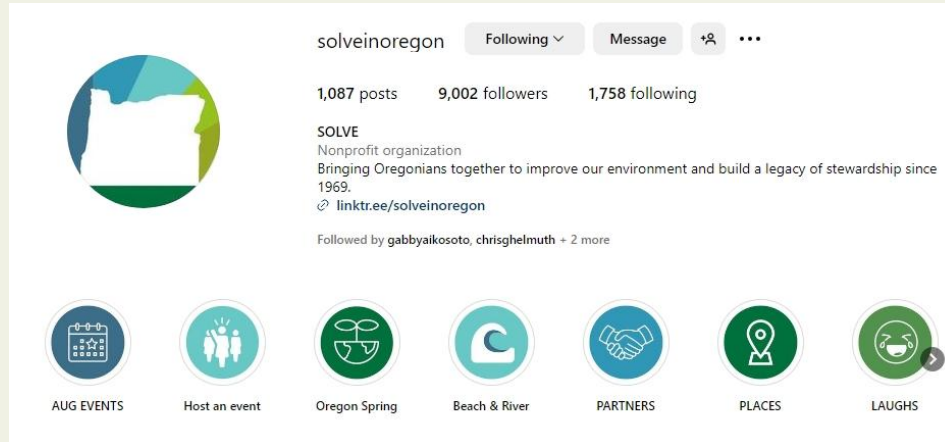 solveinoregon Following Message
1,087 posts 9,002 followers 1,758 following
SOLVE
Nonprofit organization
Bringing Oregonians together to improve our environment and build a legacy of stewardship since
1969.
linktr.ee/solveinoregon
Followed by gabbyaikosoto, chrisghelmuth + 2 more
AUG EVENTS Host an event Oregon Spring Beach & River PARTNERS PLACES LAUGHS